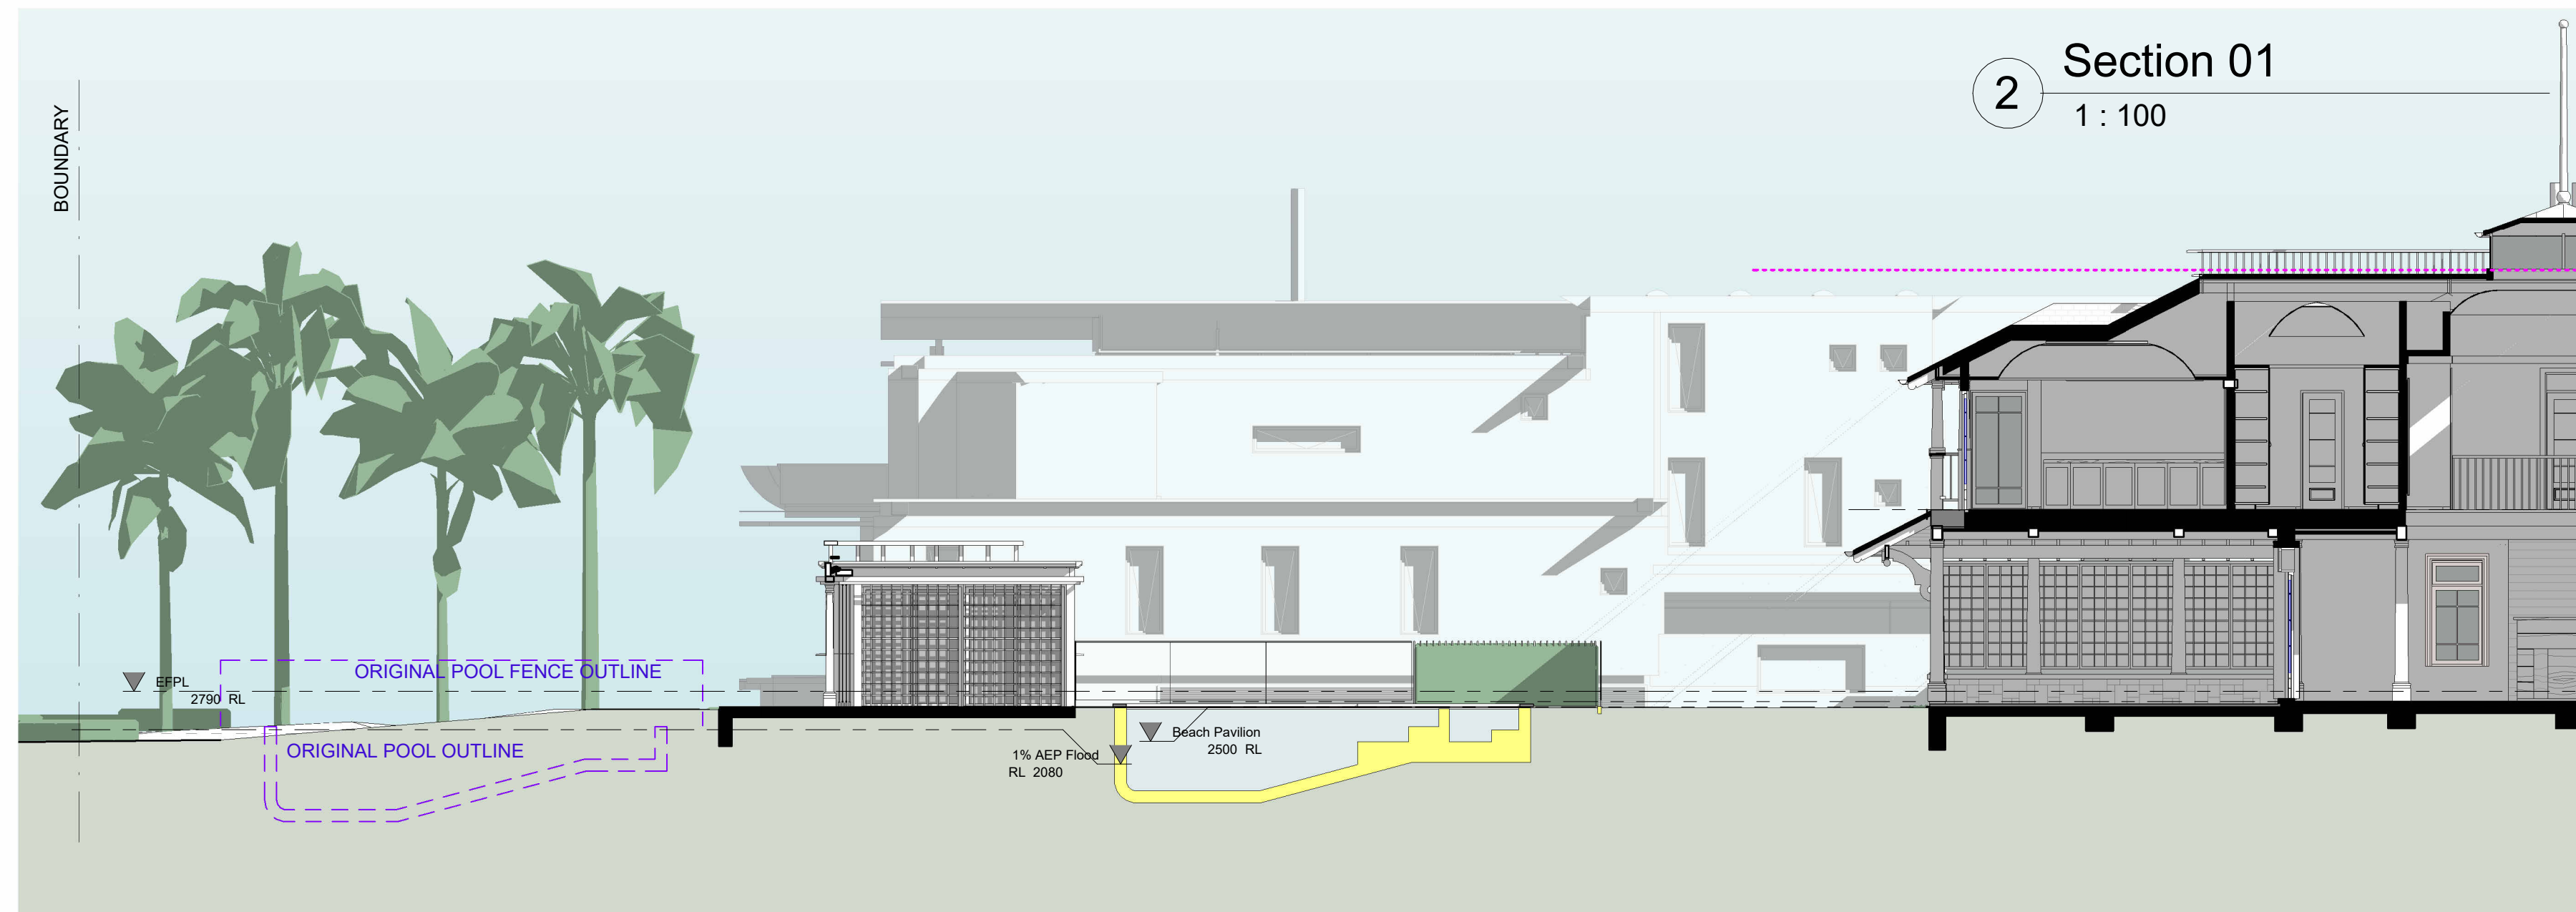 2
Section 01
1 : 100
BOUNDARY
EFPL
2790 RL
ORIGINAL POOL FENCE OUTLINE
ORIGINAL POOL OUTLINE
1% AEP Flood
RL 2080
Beach Pavilion
2500 RL